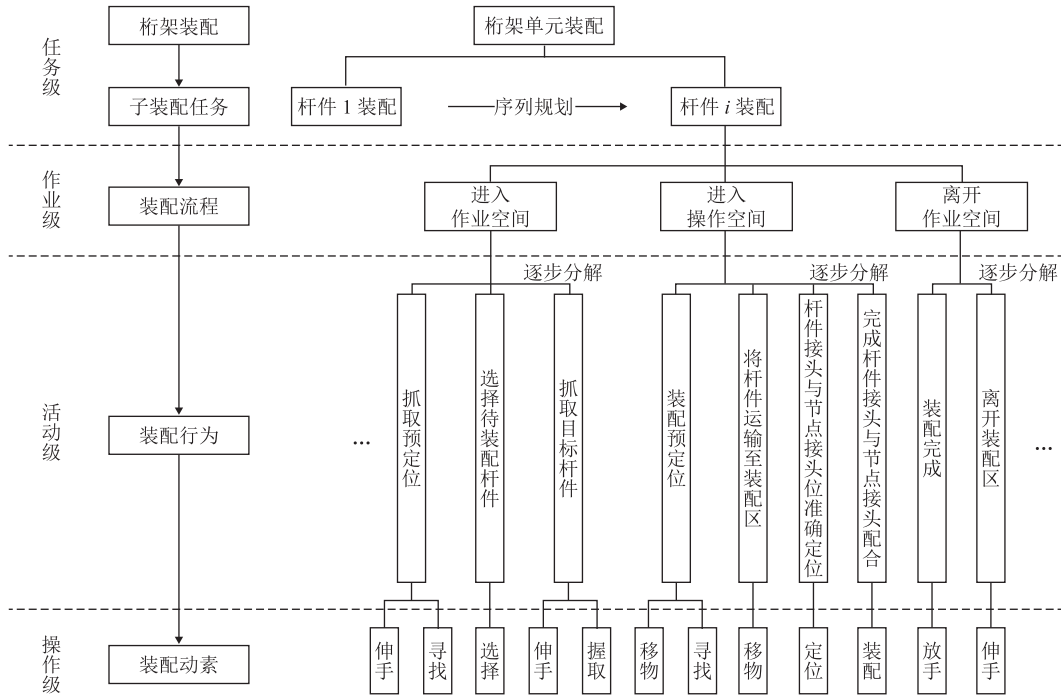 任务级
桁架装配
桁架单元装配
子装配任务
杆件 1 装配
序列规划
杆件 i 装配
作业级
装配流程
进入
作业空间
进入
操作空间
离开
作业空间
逐步分解
逐步分解
逐步分解
活动级
装配行为
...
抓取预定位
选择待装配杆件
抓取目标杆件
装配预定位
将杆件运输至装配区
杆件接头与节点接头位准确定位
完成杆件接头与节点接头配合
装配完成
离开装配区
...
操作级
装配动素
伸手
寻找
选择
伸手
握取
移物
寻找
移物
定位
装配
放手
伸手